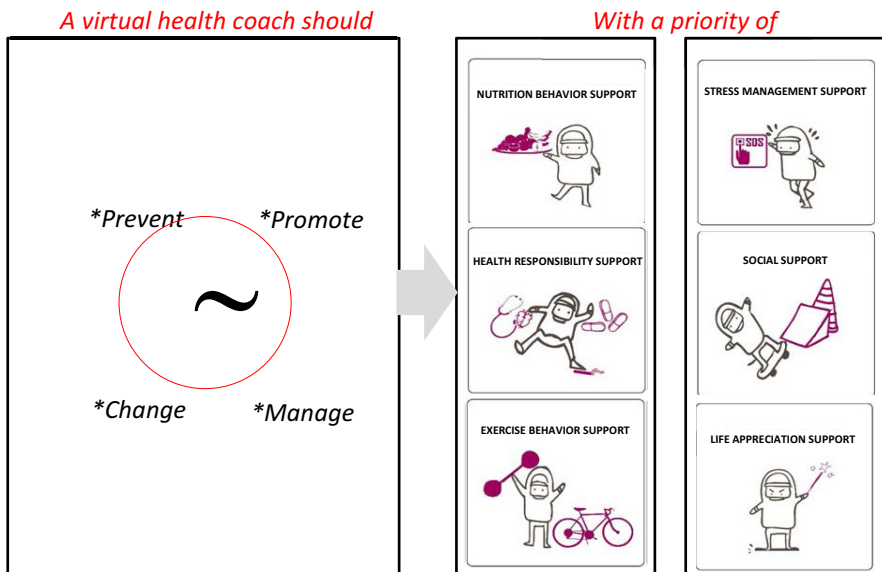 A virtual health coach should
With a priority of
*Prevent
*Promote
~
*Change
*Manage
NUTRITION BEHAVIOR SUPPORT
HEALTH RESPONSIBILITY SUPPORT
EXERCISE BEHAVIOR SUPPORT
STRESS MANAGEMENT SUPPORT
SOS
SOCIAL SUPPORT
LIFE APPRECIATION SUPPORT